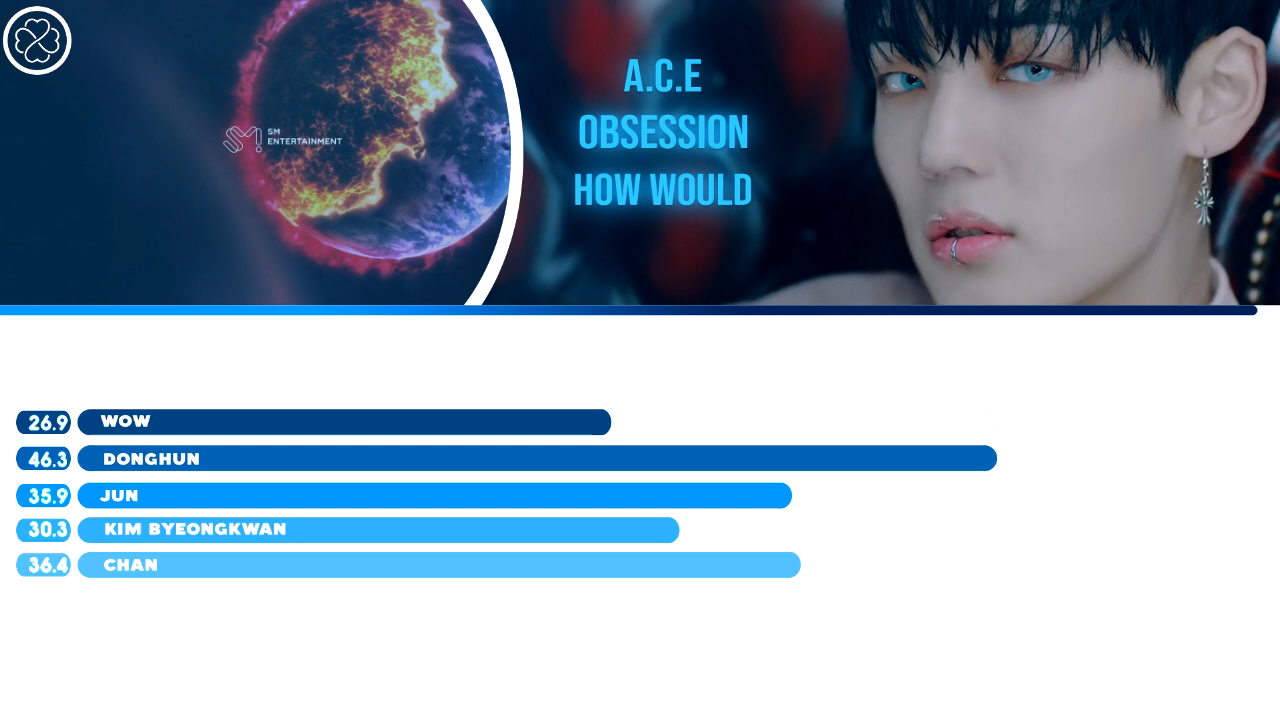 SM
ENTERTAINMENT
A.C.E
OBSESSION
HOW WOULD
26.9 WOW
46.3 DONGHUN
35.9 JUN
30.3 KIM BYEONGKWAN
36.4 CHAN